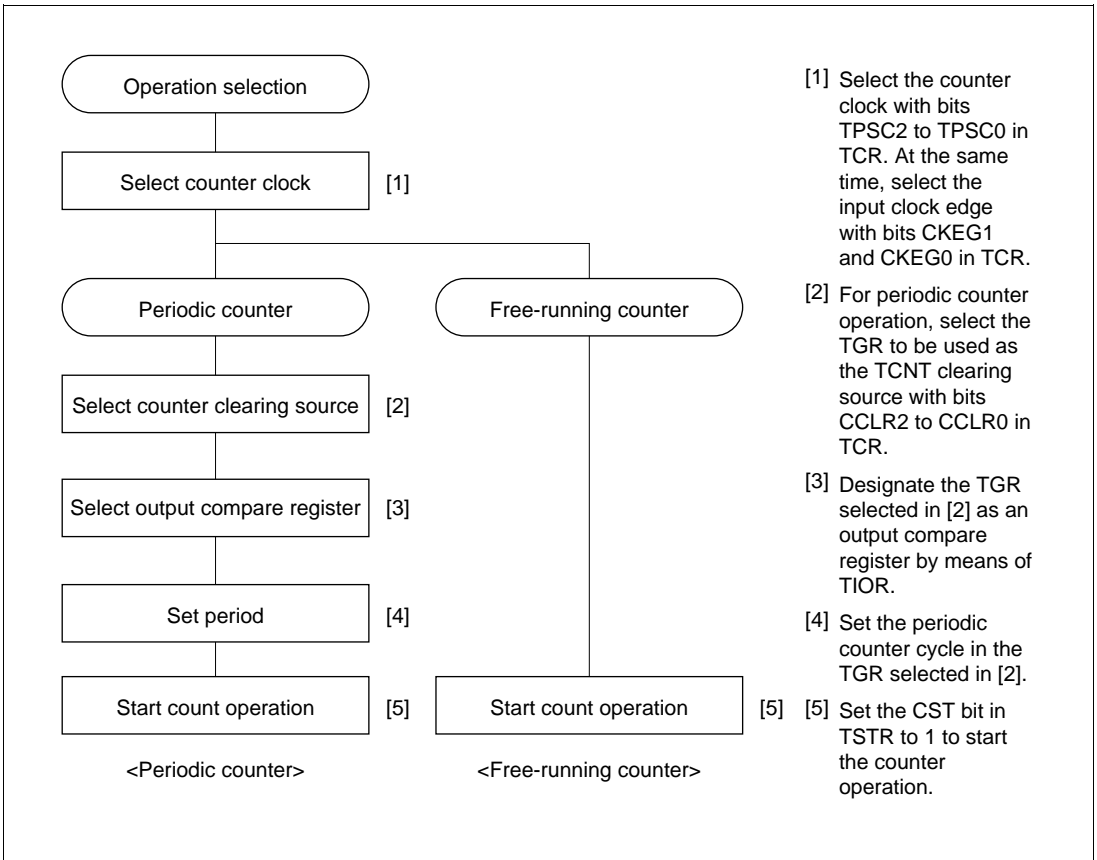 Operation selection
Select counter clock [1]
Periodic counter
Free-running counter
Select counter clearing source [2]
Select output compare register [3]
Set period [4]
Start count operation [5]
Start count operation [5]
<Periodic counter>
<Free-running counter>
[1] Select the counter
clock with bits
TPSC2 to TPSC0 in
TCR. At the same
time, select the
input clock edge
with bits CKEG1
and CKEG0 in TCR.
[2] For periodic counter
operation, select the
TGR to be used as
the TCNT clearing
source with bits
CCLR2 to CCLR0 in
TCR.
[3] Designate the TGR
selected in [2] as an
output compare
register by means of
TIOR.
[4] Set the periodic
counter cycle in the
TGR selected in [2].
[5] Set the CST bit in
TSTR to 1 to start
the counter
operation.